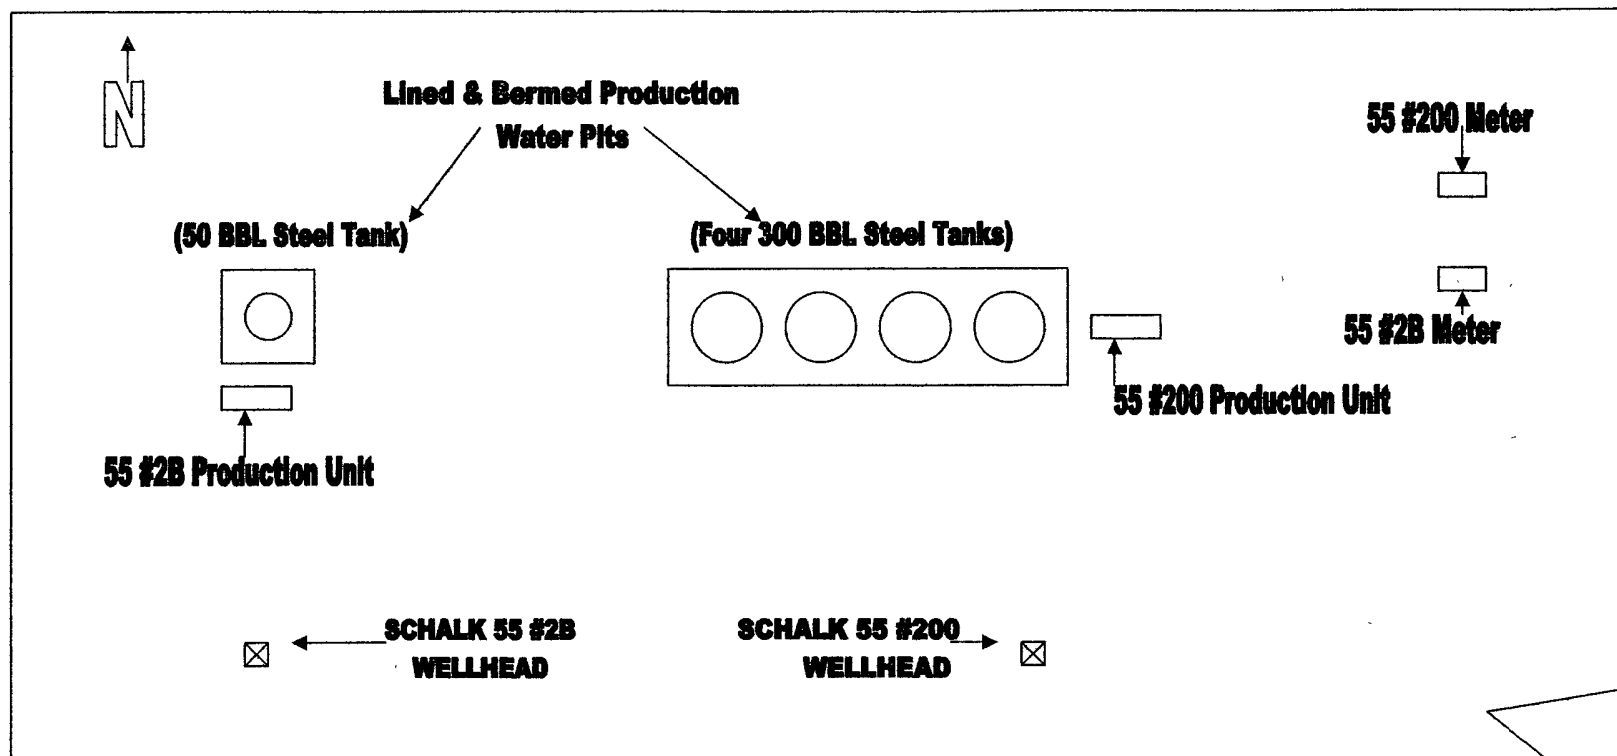 N
Lined & Bermed Production
Water Pits
55 #200 Meter
(50 BBL Steel Tank)
(Four 300 BBL Steel Tanks)
55 #2B Meter
55 #200 Production Unit
55 #2B Production Unit
SCHALK 55 #2B
WELLHEAD
SCHALK 55 #200
WELLHEAD